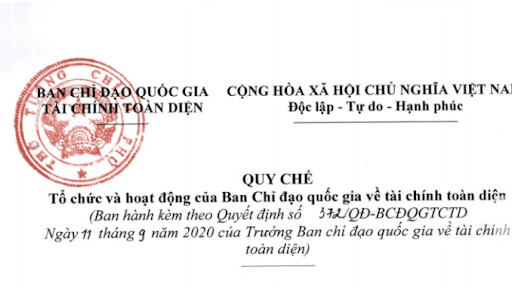 BAN CHỈ ĐẠO QUỐC GIA
TÀI CHÍNH TOÀN DIỆN
CỘNG HÒA XÃ HỘI CHỦ NGHĨA VIỆT NA
Độc lập - Tự do - Hạnh phúc
THỦ TƯỚNG CHÍNH PHỦ
QUY CHẾ
Tổ chức và hoạt động của Ban Chỉ đạo quốc gia về tài chính toàn diện
(Ban hành kèm theo Quyết định số 372/QĐ-BCĐQGTCTD
Ngày 11 tháng 9 năm 2020 của Trưởng Ban chỉ đạo quốc gia về tài chính
toàn diện)